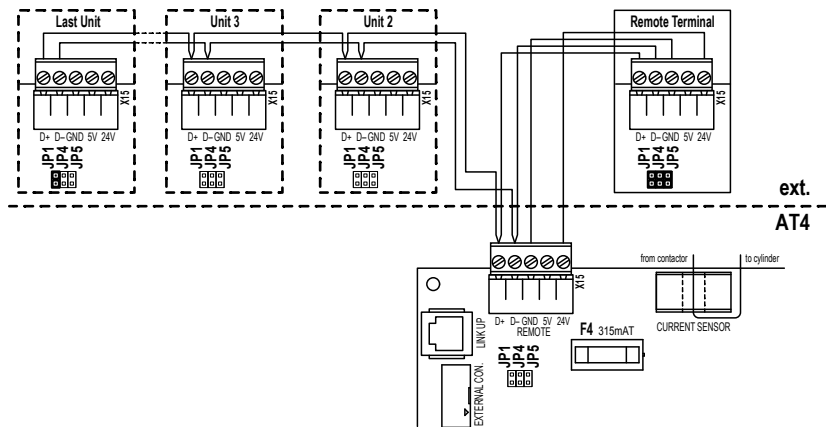 Last Unit
Unit 3
Unit 2
Remote Terminal
X15
X15
X15
X15
D+ D– GND 5V 24V
D+ D– GND 5V 24V
D+ D– GND 5V 24V
D+ D– GND 5V 24V
JP1
JP4
JP5
JP1
JP4
JP5
JP1
JP4
JP5
JP1
JP4
JP5
ext.
AT4
X15
D+ D– GND 5V 24V
REMOTE
LINK UP
EXTERNAL CON.
JP1
JP4
JP5
F4 315mAT
from contactor
to cylinder
CURRENT SENSOR